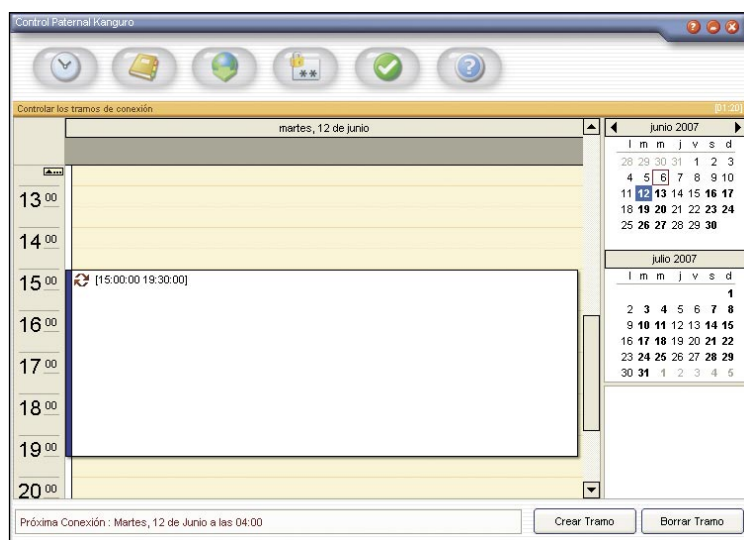 Control Paternal Kanguro
**
Controlar los tramos de conexión
[01:20]
martes, 12 de junio
13 00
14 00
15 00
[15:00:00 19:30:00]
16 00
17 00
18 00
19 00
20 00
junio 2007
l m m j v s d
28 29 30 31 1 2 3
4 5 6 7 8 9 10
11 12 13 14 15 16 17
18 19 20 21 22 23 24
25 26 27 28 29 30
julio 2007
l m m j v s d
1
2 3 4 5 6 7 8
9 10 11 12 13 14 15
16 17 18 19 20 21 22
23 24 25 26 27 28 29
30 31 1 2 3 4 5
Próxima Conexión : Martes, 12 de Junio a las 04:00
Crear Tramo
Borrar Tramo